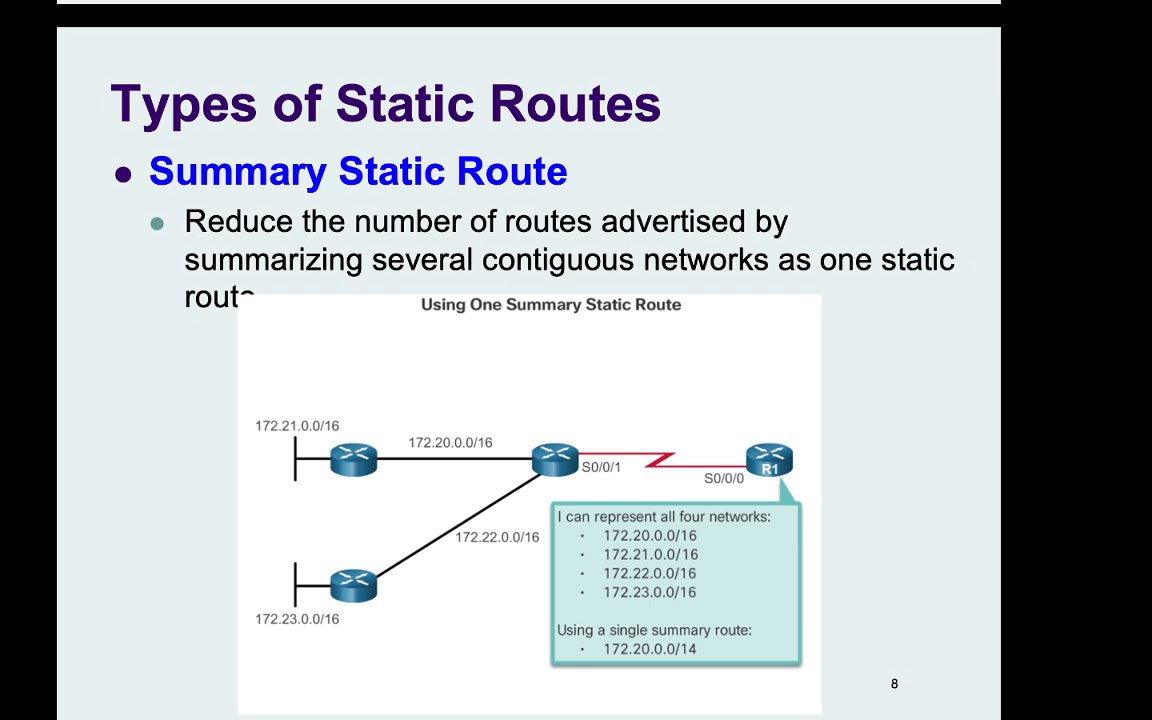 Types of Static Routes
Summary Static Route
Reduce the number of routes advertised by
summarizing several contiguous networks as one static
route
Using One Summary Static Route
172.21.0.0/16
172.20.0.0/16
S0/0/1
S0/0/0
R1
172.22.0.0/16
172.23.0.0/16
I can represent all four networks:
· 172.20.0.0/16
· 172.21.0.0/16
· 172.22.0.0/16
· 172.23.0.0/16
Using a single summary route:
· 172.20.0.0/14
8